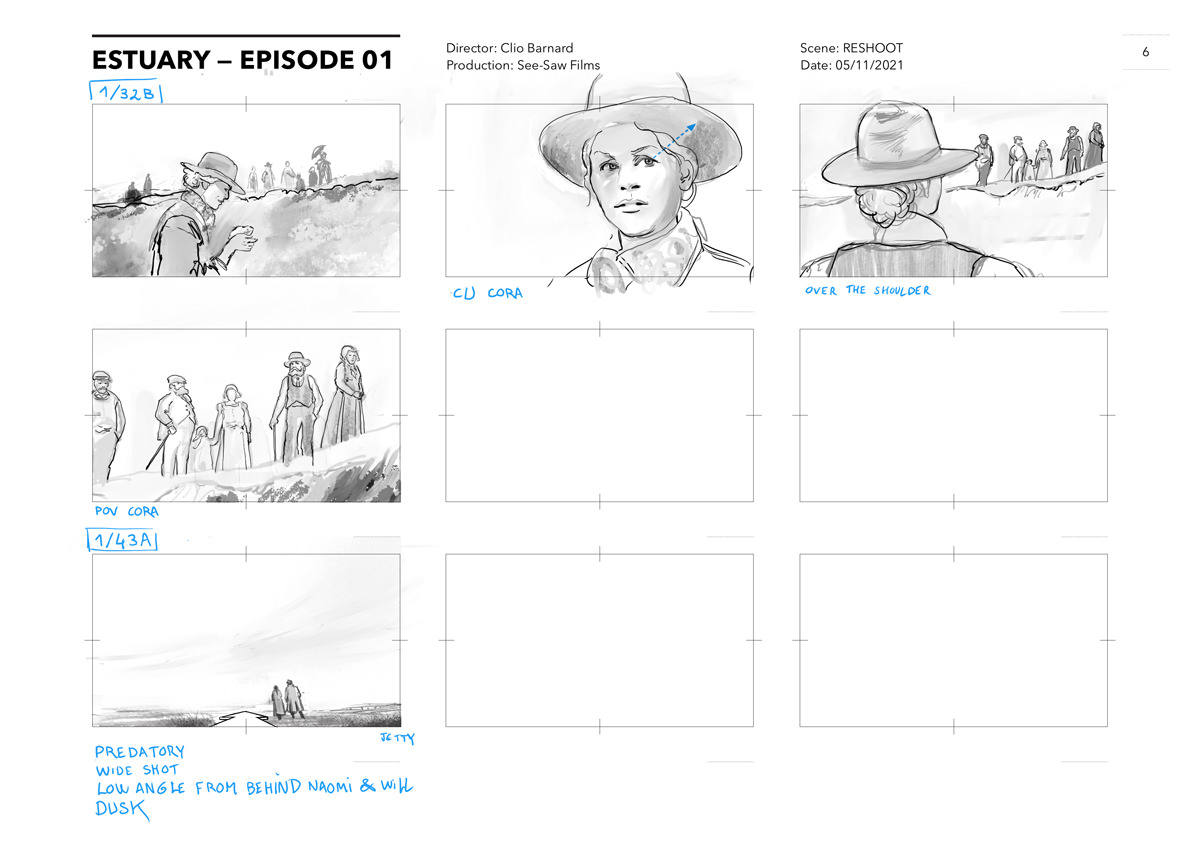 ESTUARY – EPISODE 01
Director: Clio Barnard
Production: See-Saw Films
Scene: RESHOOT
Date: 05/11/2021
6
1/32B
CU CORA
OVER THE SHOULDER
POV CORA
1/43A
JETTY
PREDATORY
WIDE SHOT
LOW ANGLE FROM BEHIND NAOMI & WILL
DUSK